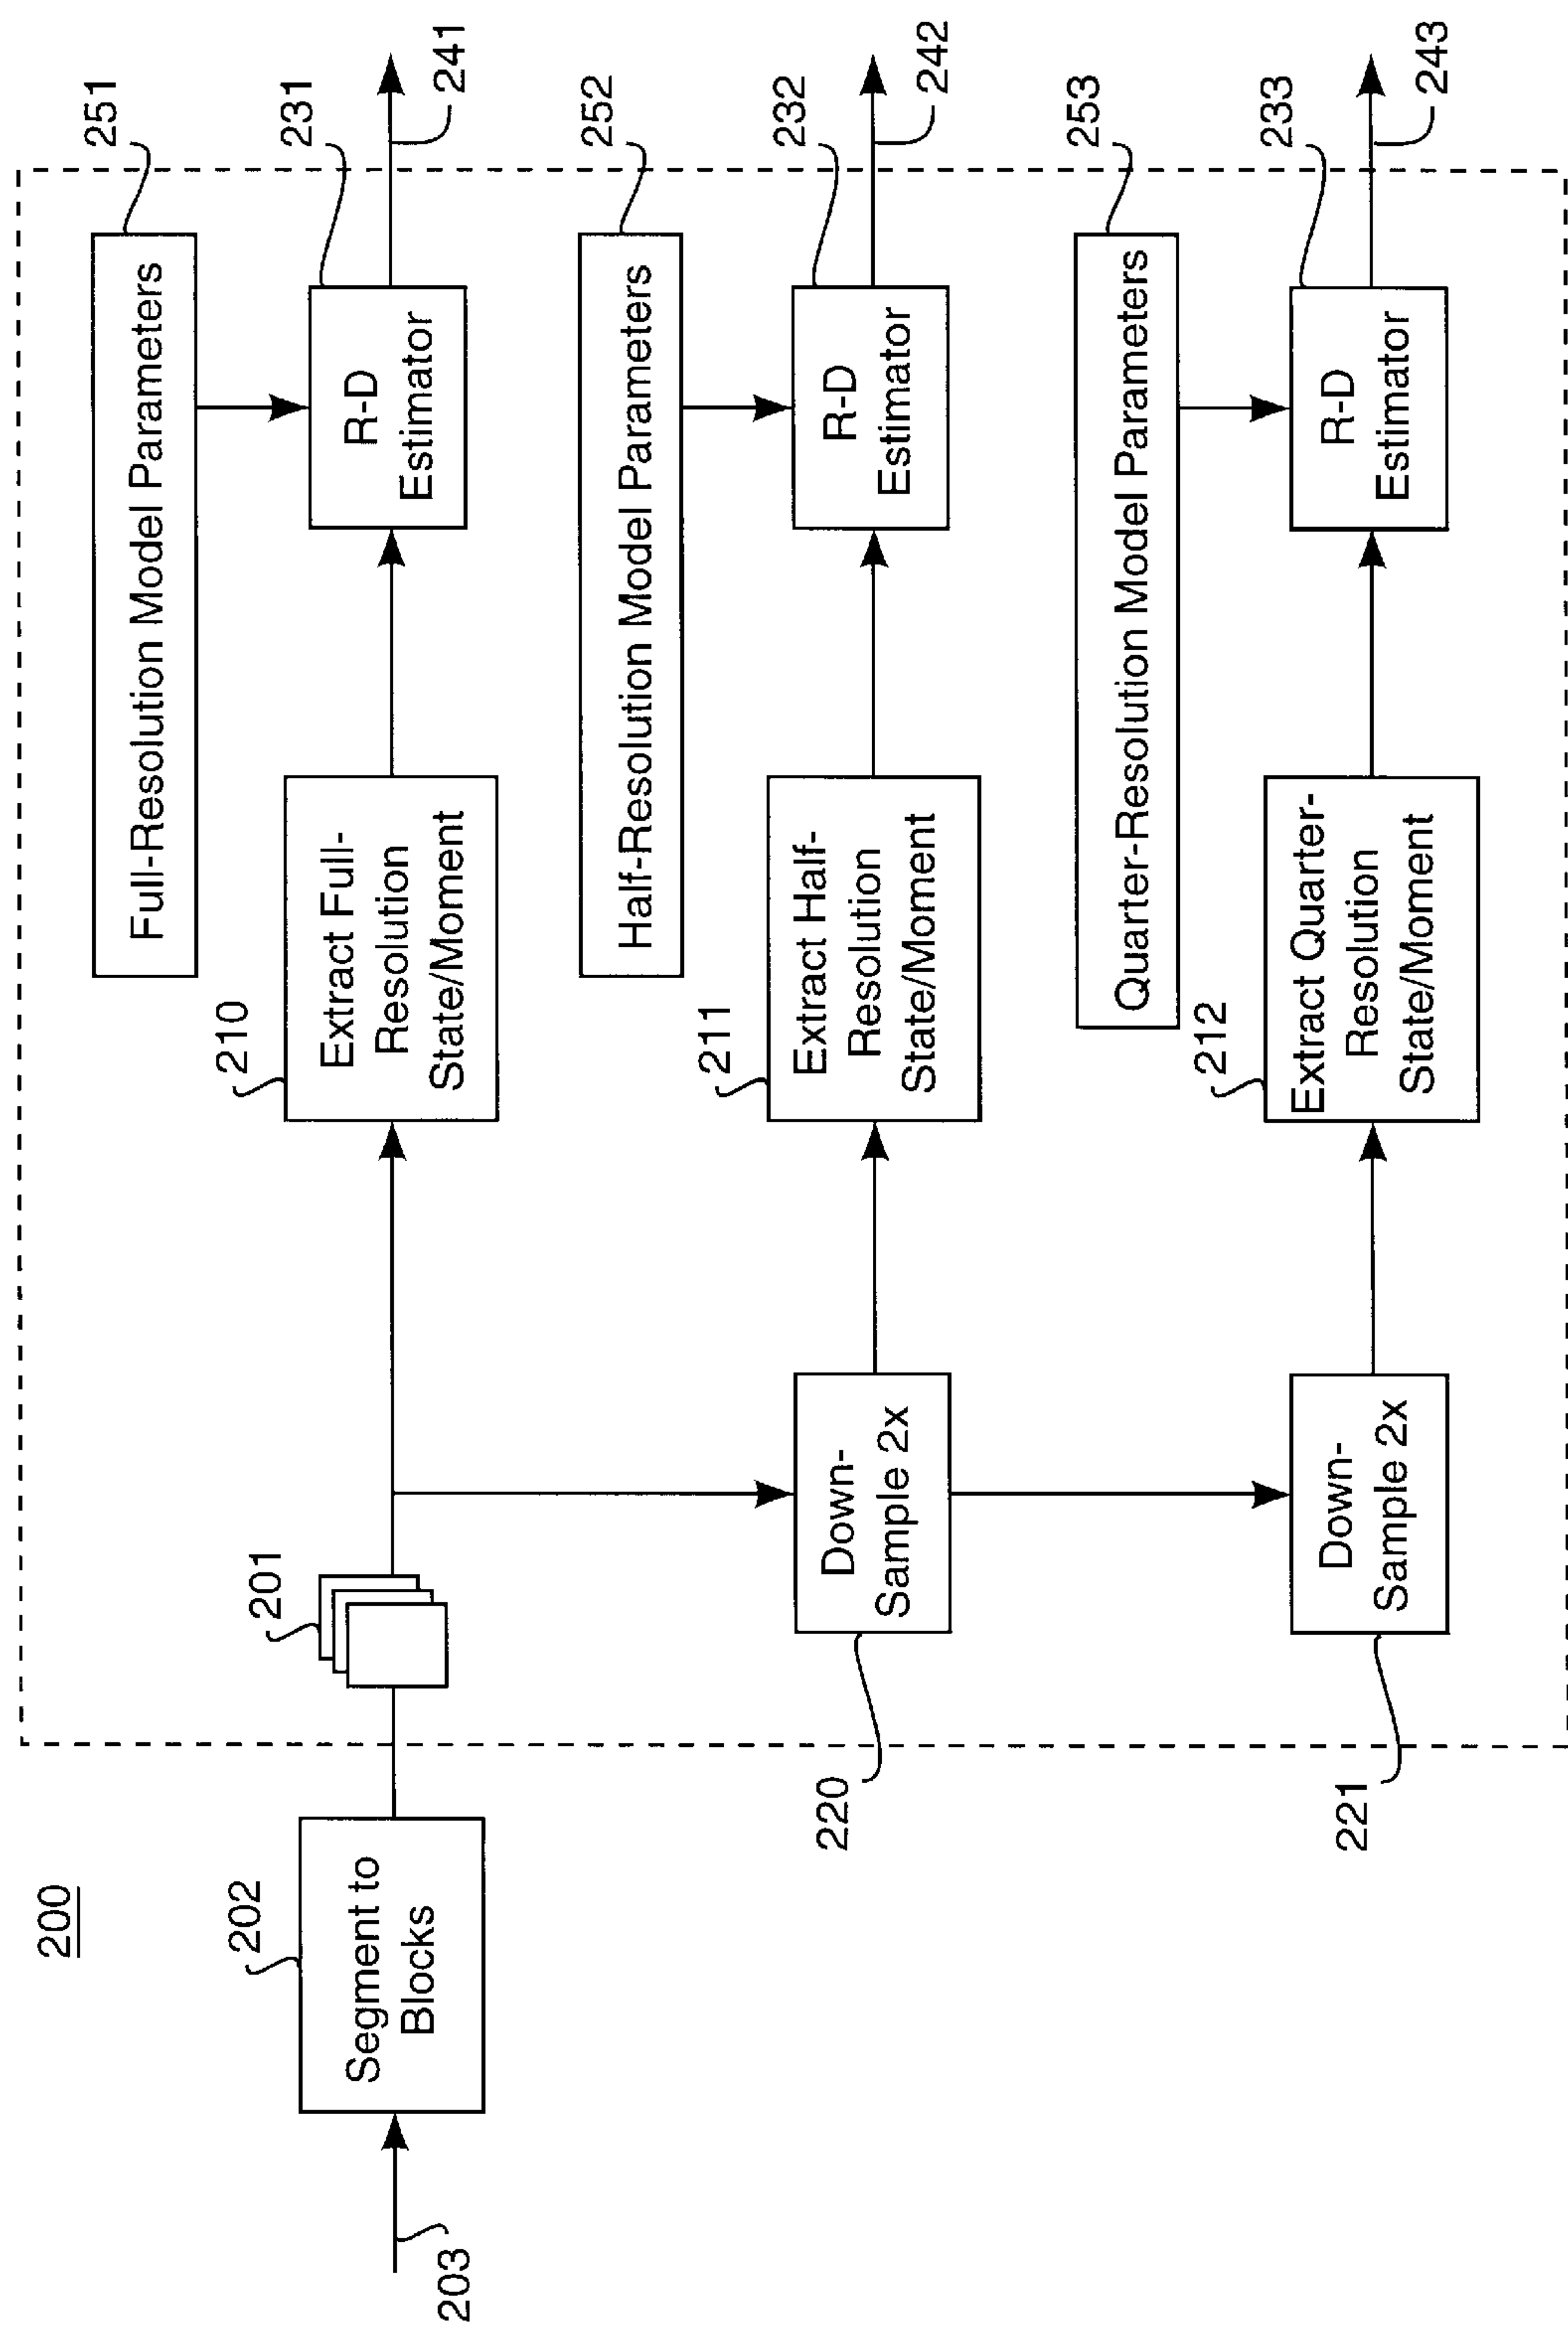 200
251
Full-Resolution Model Parameters
202
Segment to
Blocks
203
201
210
Extract Full-
Resolution
State/Moment
231
R-D
Estimator
241
252
Half-Resolution Model Parameters
220
Down-
Sample 2x
211
Extract Half-
Resolution
State/Moment
232
R-D
Estimator
242
253
Quarter-Resolution Model Parameters
221
Down-
Sample 2x
212
Extract Quarter-
Resolution
State/Moment
233
R-D
Estimator
243